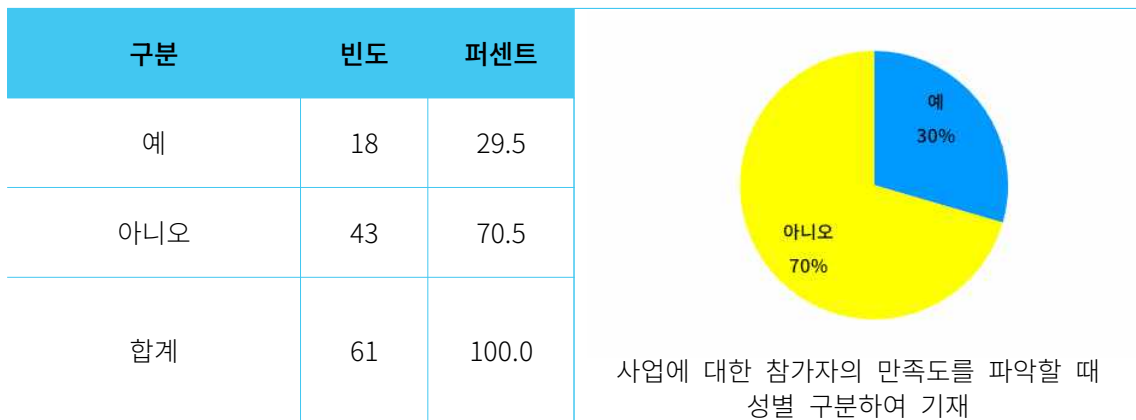 구분 빈도 퍼센트
예 18 29.5
아니오 43 70.5
합계 61 100.0
예
30%
아니오
70%
사업에 대한 참가자의 만족도를 파악할 때
성별 구분하여 기재